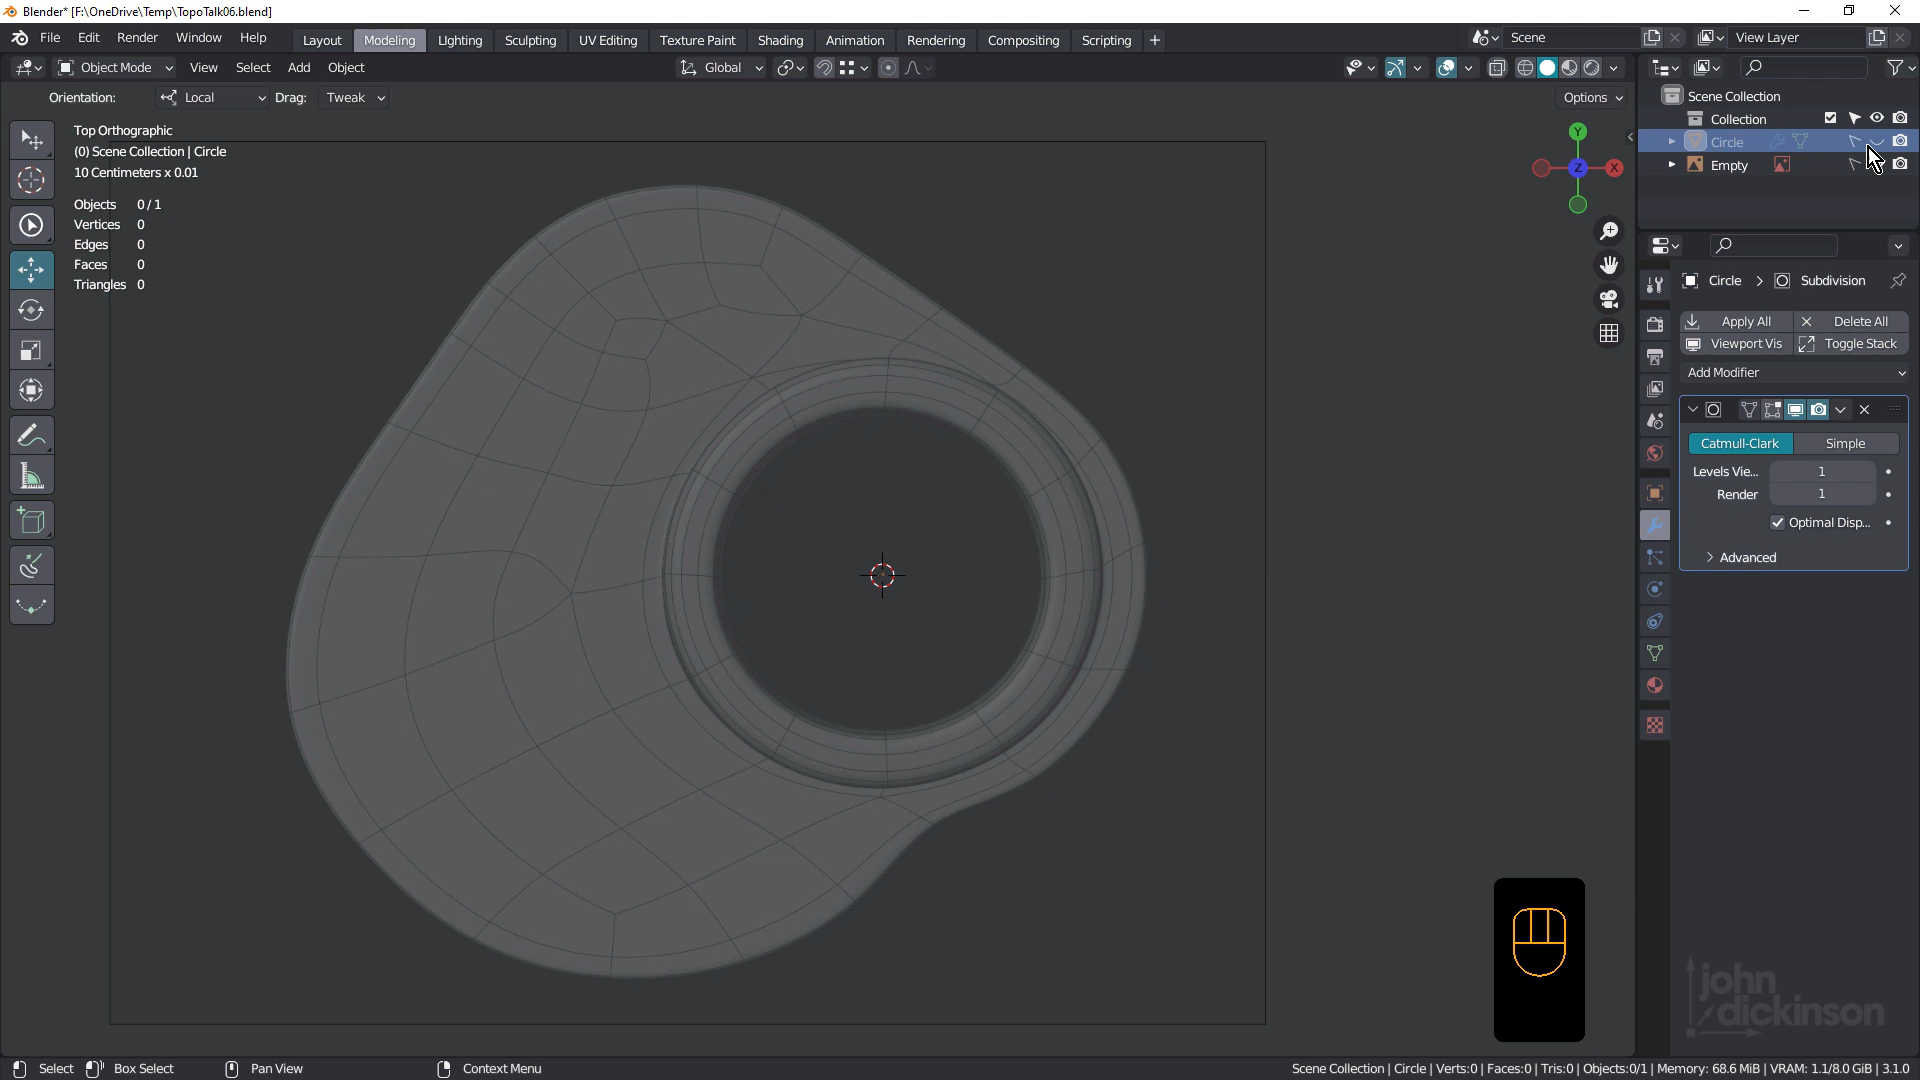 Blender* [F:\OneDrive\Temp\TopoTalk06.blend]
File Edit Render Window Help Layout Modeling Lighting Sculpting UV Editing Texture Paint Shading Animation Rendering Compositing Scripting + Scene View Layer
Object Mode View Select Add Object Global
Orientation: Local Drag: Tweak Options
Scene Collection
Collection
Circle
Empty
Top Orthographic
(0) Scene Collection | Circle
10 Centimeters x 0.01
Objects 0/1
Vertices 0
Edges 0
Faces 0
Triangles 0
Y
Z X
Circle > Subdivision
Apply All Delete All
Viewport Vis Toggle Stack
Add Modifier
Catmull-Clark Simple
Levels Vie... 1
Render 1
Optimal Disp...
Advanced
john
dickinson
Select Box Select Pan View Context Menu Scene Collection | Circle | Verts:0 | Faces:0 | Tris:0 | Objects:0/1 | Memory: 68.6 MiB | VRAM: 1.1/8.0 GiB | 3.1.0